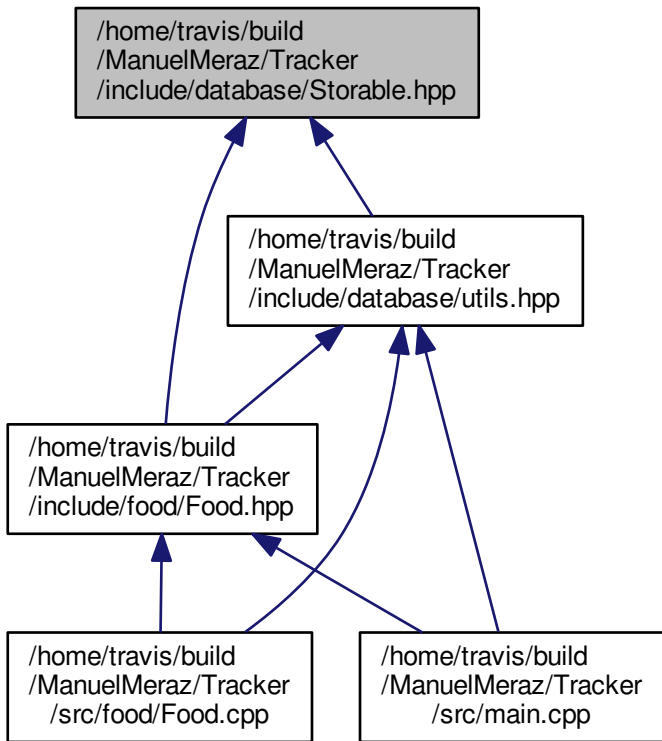 /home/travis/build
/ManuelMeraz/Tracker
/include/database/Storable.hpp
/home/travis/build
/ManuelMeraz/Tracker
/include/database/utils.hpp
/home/travis/build
/ManuelMeraz/Tracker
/include/food/Food.hpp
/home/travis/build
/ManuelMeraz/Tracker
/src/food/Food.cpp
/home/travis/build
/ManuelMeraz/Tracker
/src/main.cpp